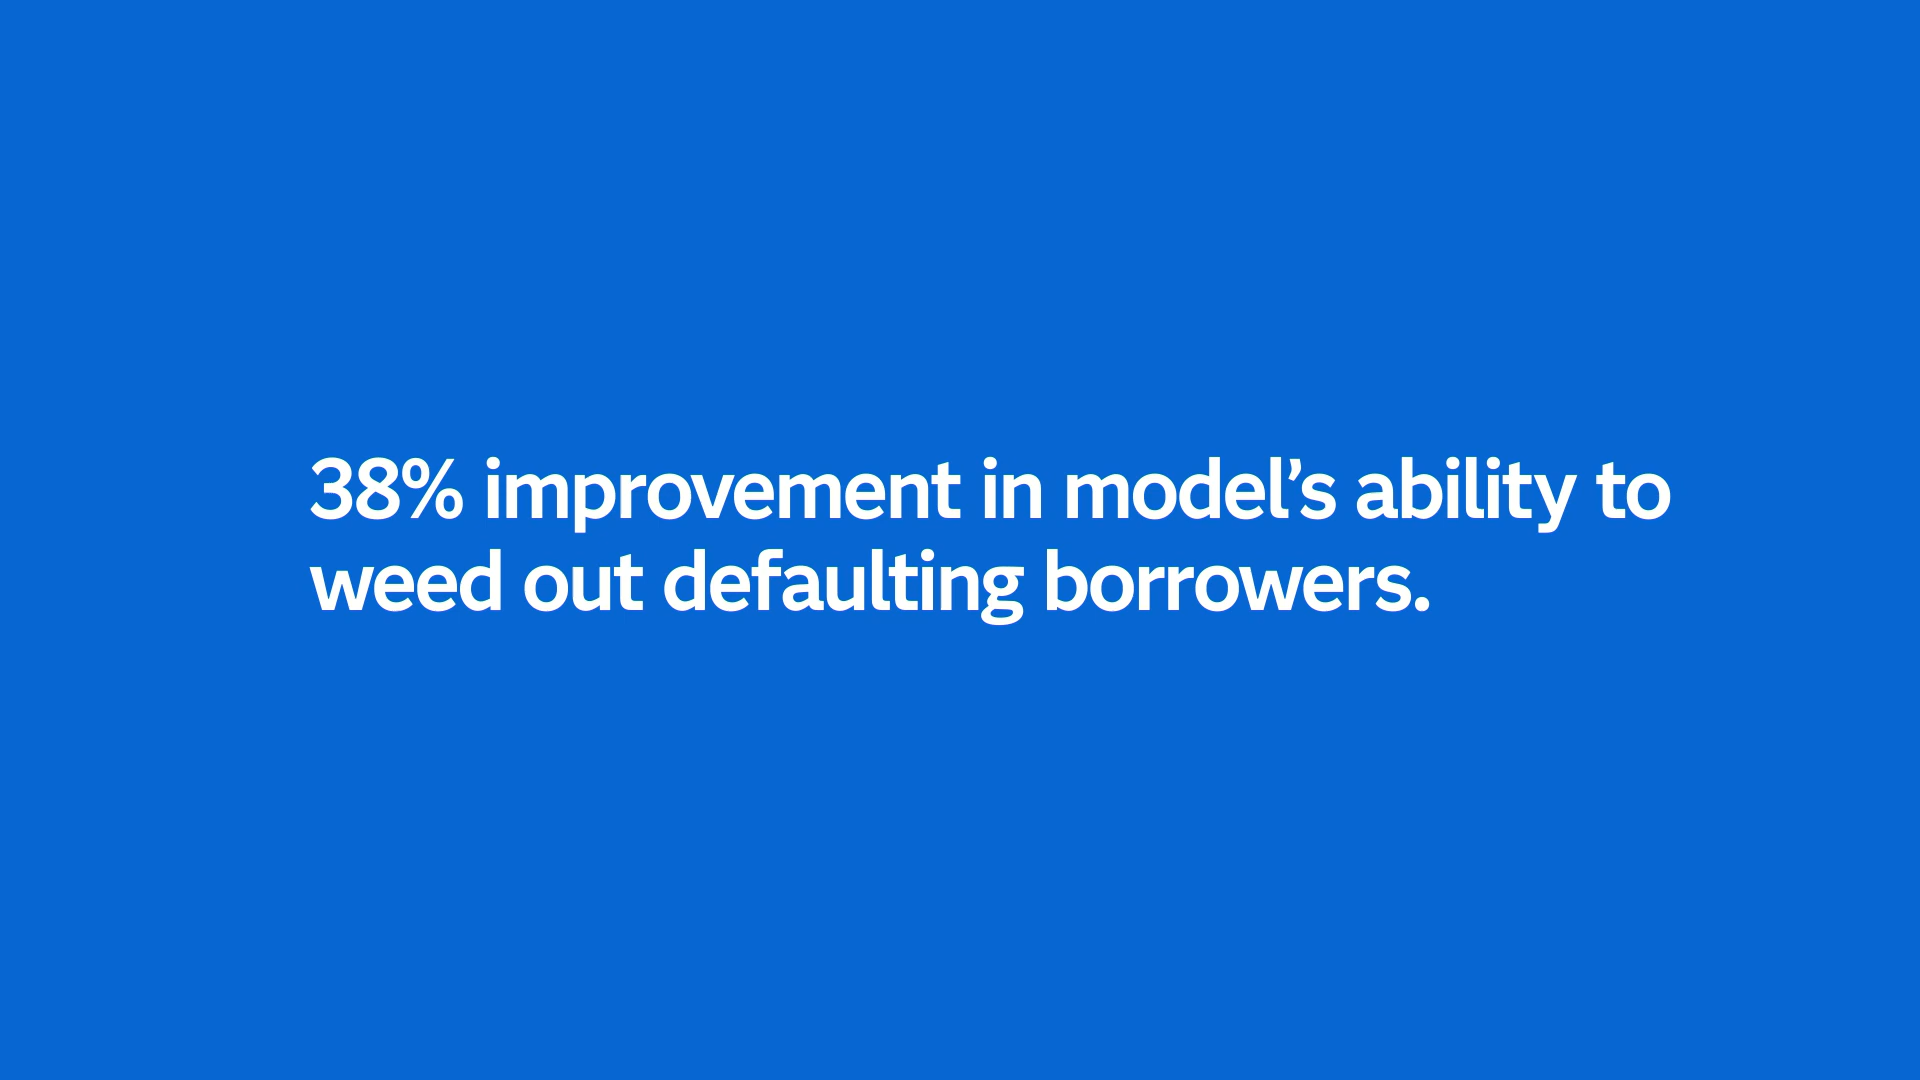 38% improvement in model’s ability to
weed out defaulting borrowers.